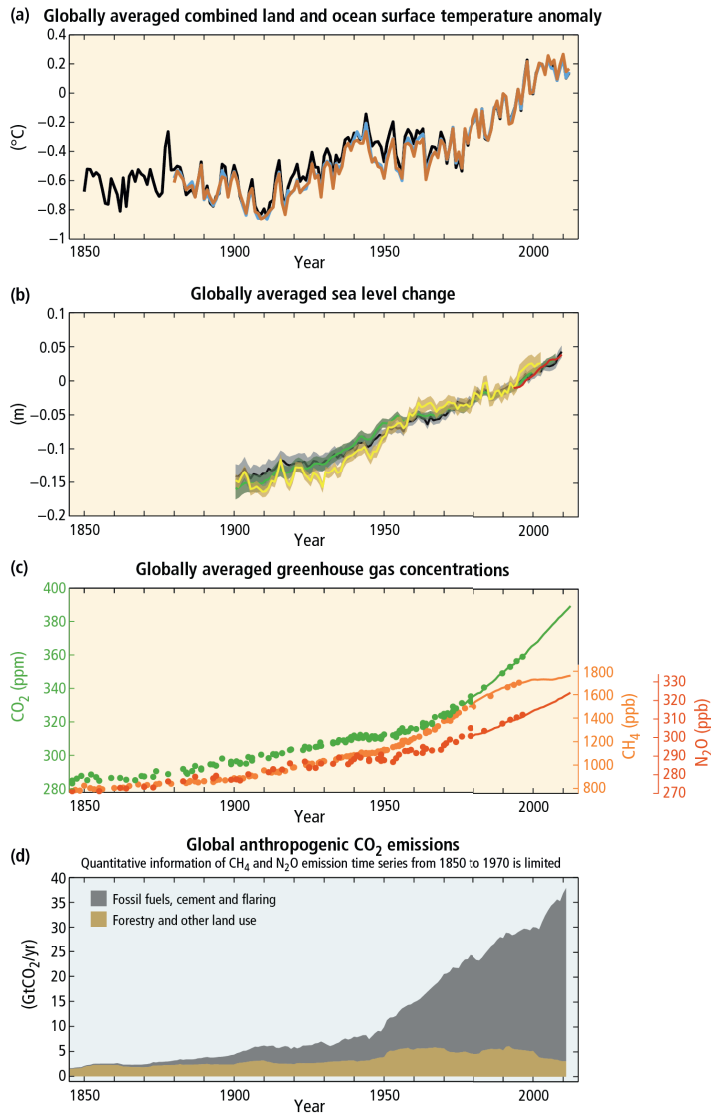 (a) Globally averaged combined land and ocean surface temperature anomaly
0.4
0.2
0
−0.2
−0.4
−0.6
−0.8
−1
(°C)
1850 1900 1950 2000
Year
(b) Globally averaged sea level change
0.1
0.05
0
−0.05
−0.1
−0.15
−0.2
(m)
1850 1900 1950 2000
Year
(c) Globally averaged greenhouse gas concentrations
400
380
360
340
320
300
280
CO2 (ppm)
1800
1600
1400
1200
1000
800
CH4 (ppb)
330
320
310
300
290
280
270
N2O (ppb)
1850 1900 1950 2000
Year
(d) Global anthropogenic CO2 emissions
Quantitative information of CH4 and N2O emission time series from 1850 to 1970 is limited
40
35
30
25
20
15
10
5
0
(GtCO2/yr)
Fossil fuels, cement and flaring
Forestry and other land use
1850 1900 1950 2000
Year